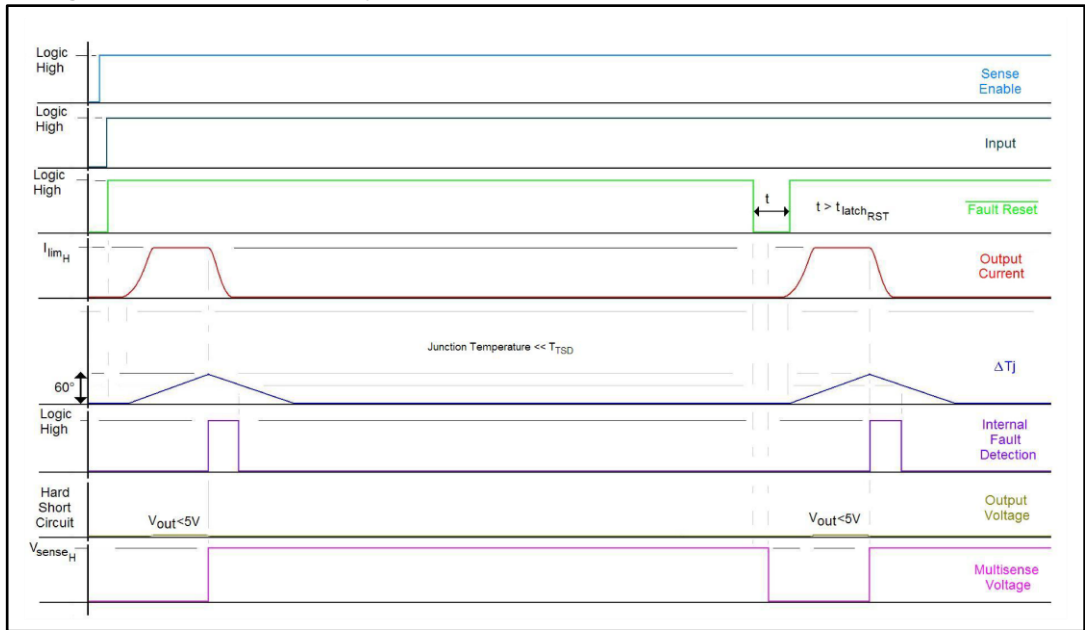 Logic
High
Sense
Enable
Logic
High
Input
Logic
High
t
t > tlatchRST
Fault Reset
IlimH
Output
Current
Junction Temperature << TTSD
ΔTj
60°
Logic
High
Internal
Fault
Detection
Hard
Short
Circuit
Vout<5V
Vout<5V
Output
Voltage
VsenseH
Multisense
Voltage